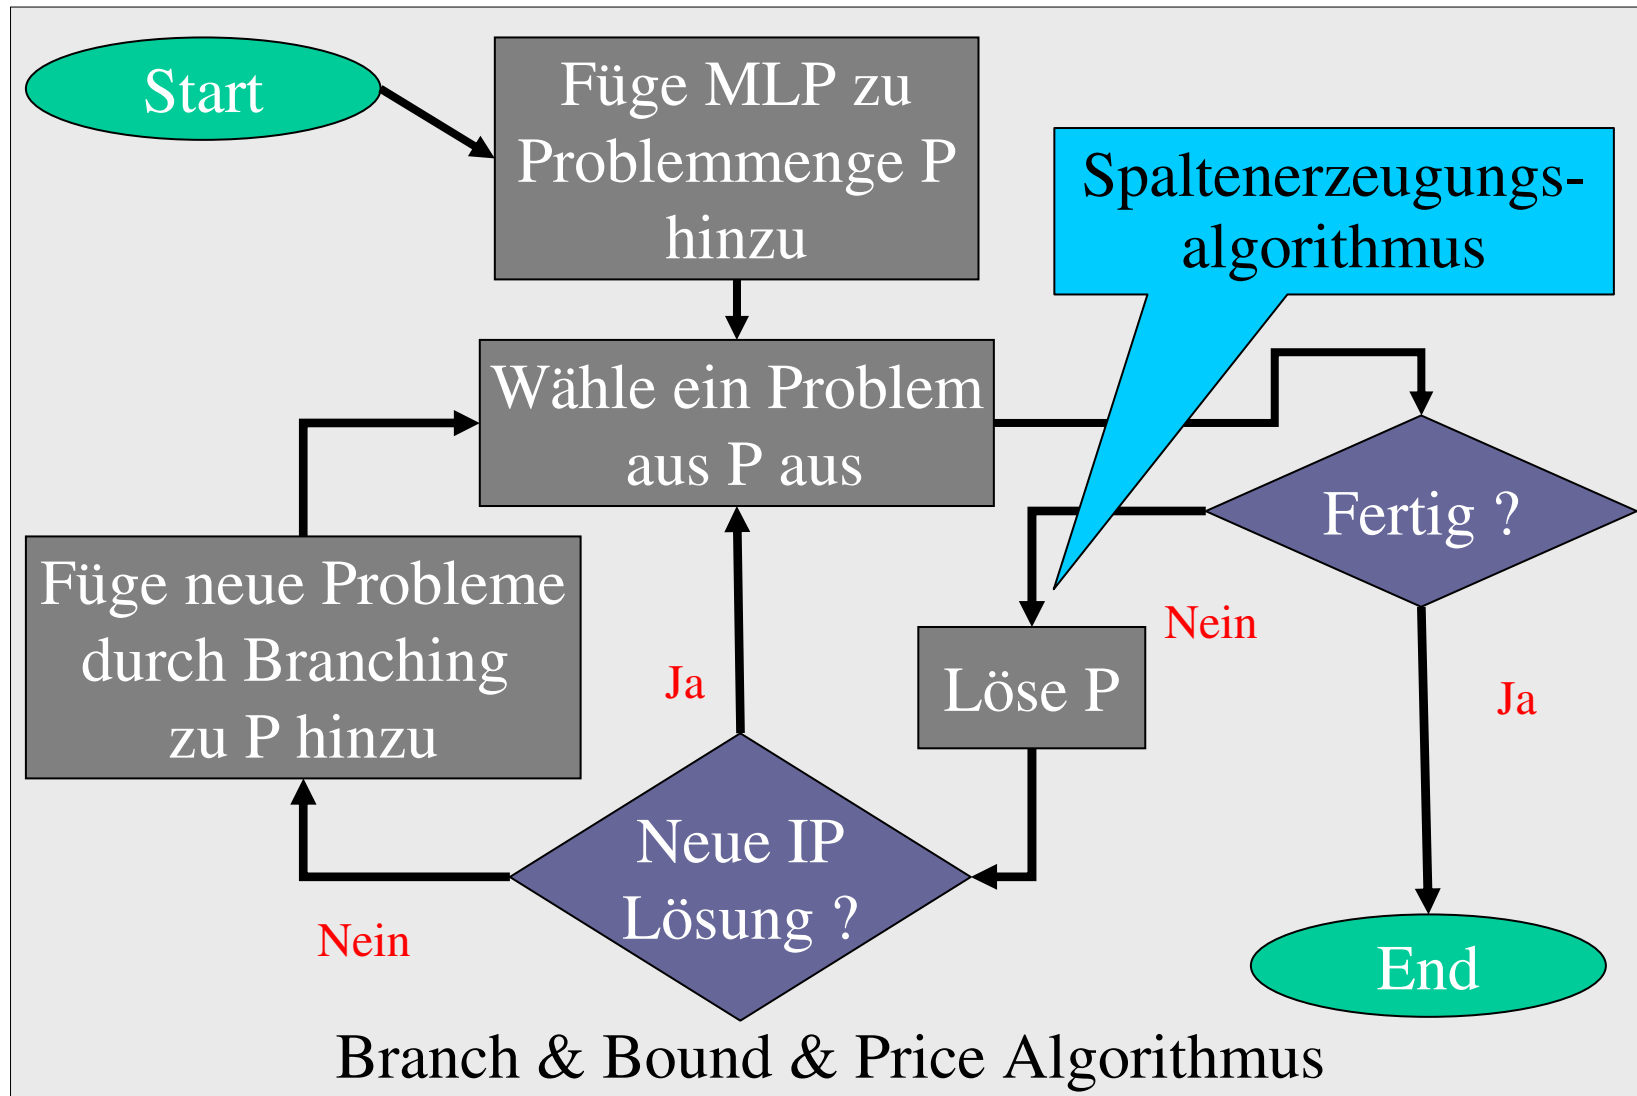 Start
Füge MLP zu
Problemmenge P
hinzu
Spaltenerzeugungs-
algorithmus
Wähle ein Problem
aus P aus
Fertig ?
Füge neue Probleme
durch Branching
zu P hinzu
Nein
Ja
Löse P
Ja
Neue IP
Lösung ?
Nein
End
Branch & Bound & Price Algorithmus